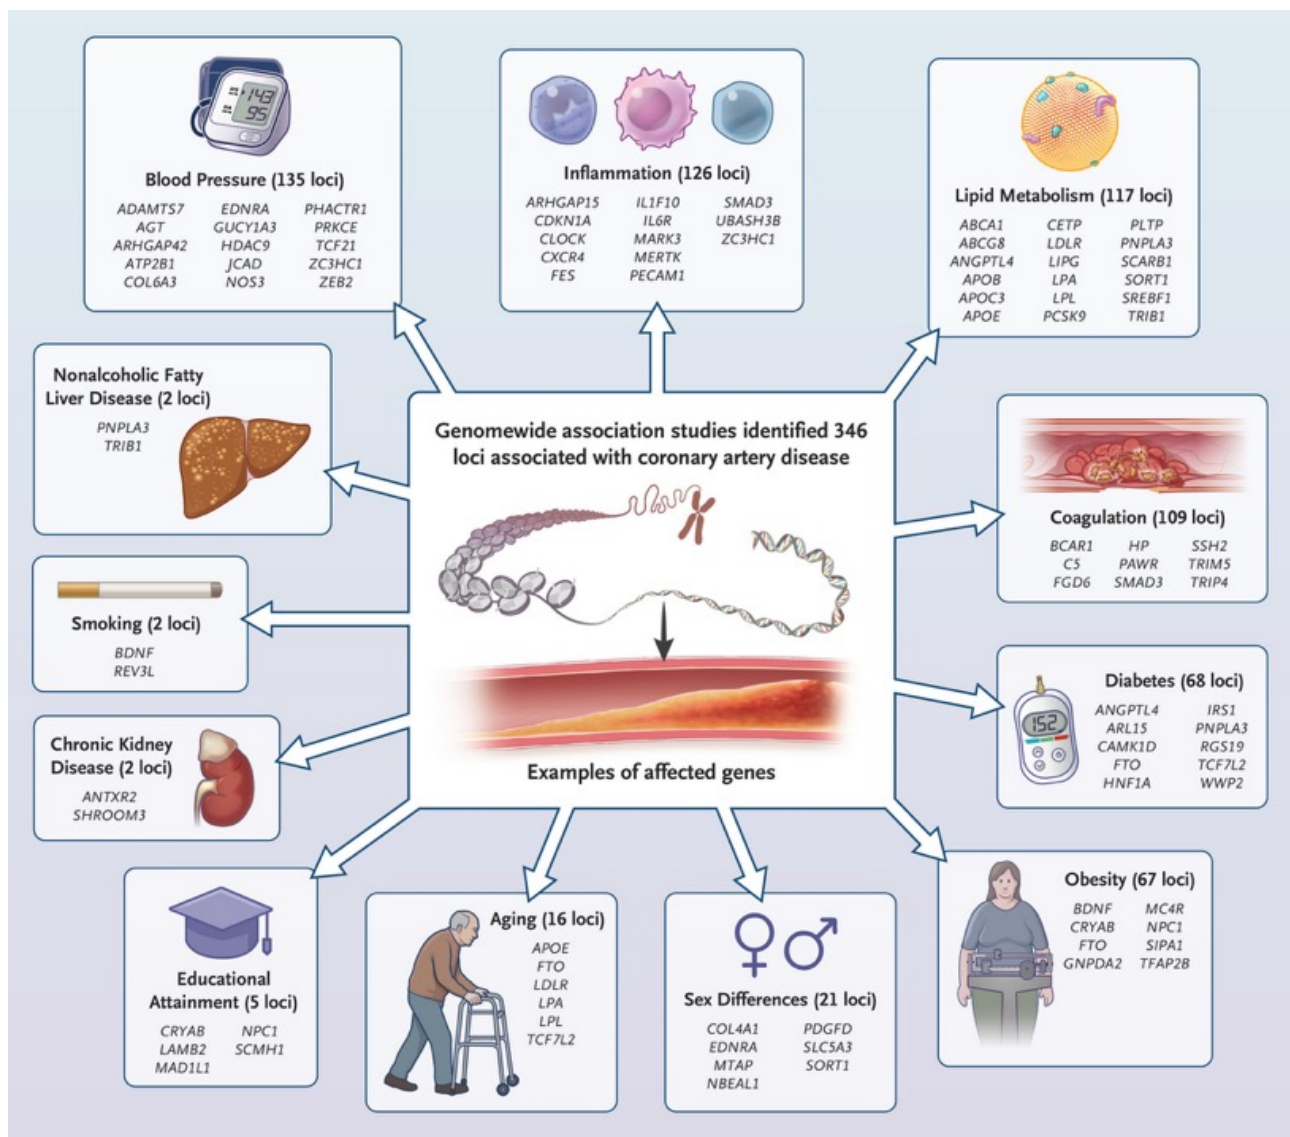 143
95
Blood Pressure (135 loci)
ADAMTS7 EDNRA PHACTR1
AGT GUCY1A3 PRKCE
ARHGAP42 HDAC9 TCF21
ATP2B1 JCAD ZC3HC1
COL6A3 NOS3 ZEB2
Inflammation (126 loci)
ARHGAP15 IL1F10 SMAD3
CDKN1A IL6R UBASH3B
CLOCK MARK3 ZC3HC1
CXCR4 MERTK
FES PECAM1
Lipid Metabolism (117 loci)
ABCA1 CETP PLTP
ABCG8 LDLR PNPLA3
ANGPTL4 LIPG SCARB1
APOB LPA SORT1
APOC3 LPL SREBF1
APOE PCSK9 TRIB1
Nonalcoholic Fatty
Liver Disease (2 loci)
PNPLA3
TRIB1
Genomewide association studies identified 346
loci associated with coronary artery disease
Examples of affected genes
Coagulation (109 loci)
BCAR1 HP SSH2
C5 PAWR TRIM5
FGD6 SMAD3 TRIP4
Smoking (2 loci)
BDNF
REV3L
152
Diabetes (68 loci)
ANGPTL4 IRS1
ARL15 PNPLA3
CAMK1D RGS19
FTO TCF7L2
HNF1A WWP2
Chronic Kidney
Disease (2 loci)
ANTXR2
SHROOM3
Educational
Attainment (5 loci)
CRYAB NPC1
LAMB2 SCMH1
MAD1L1
Aging (16 loci)
APOE
FTO
LDLR
LPA
LPL
TCF7L2
Sex Differences (21 loci)
COL4A1 PDGFD
EDNRA SLC5A3
MTAP SORT1
NBEAL1
Obesity (67 loci)
BDNF MC4R
CRYAB NPC1
FTO SIPA1
GNPDA2 TFAP2B